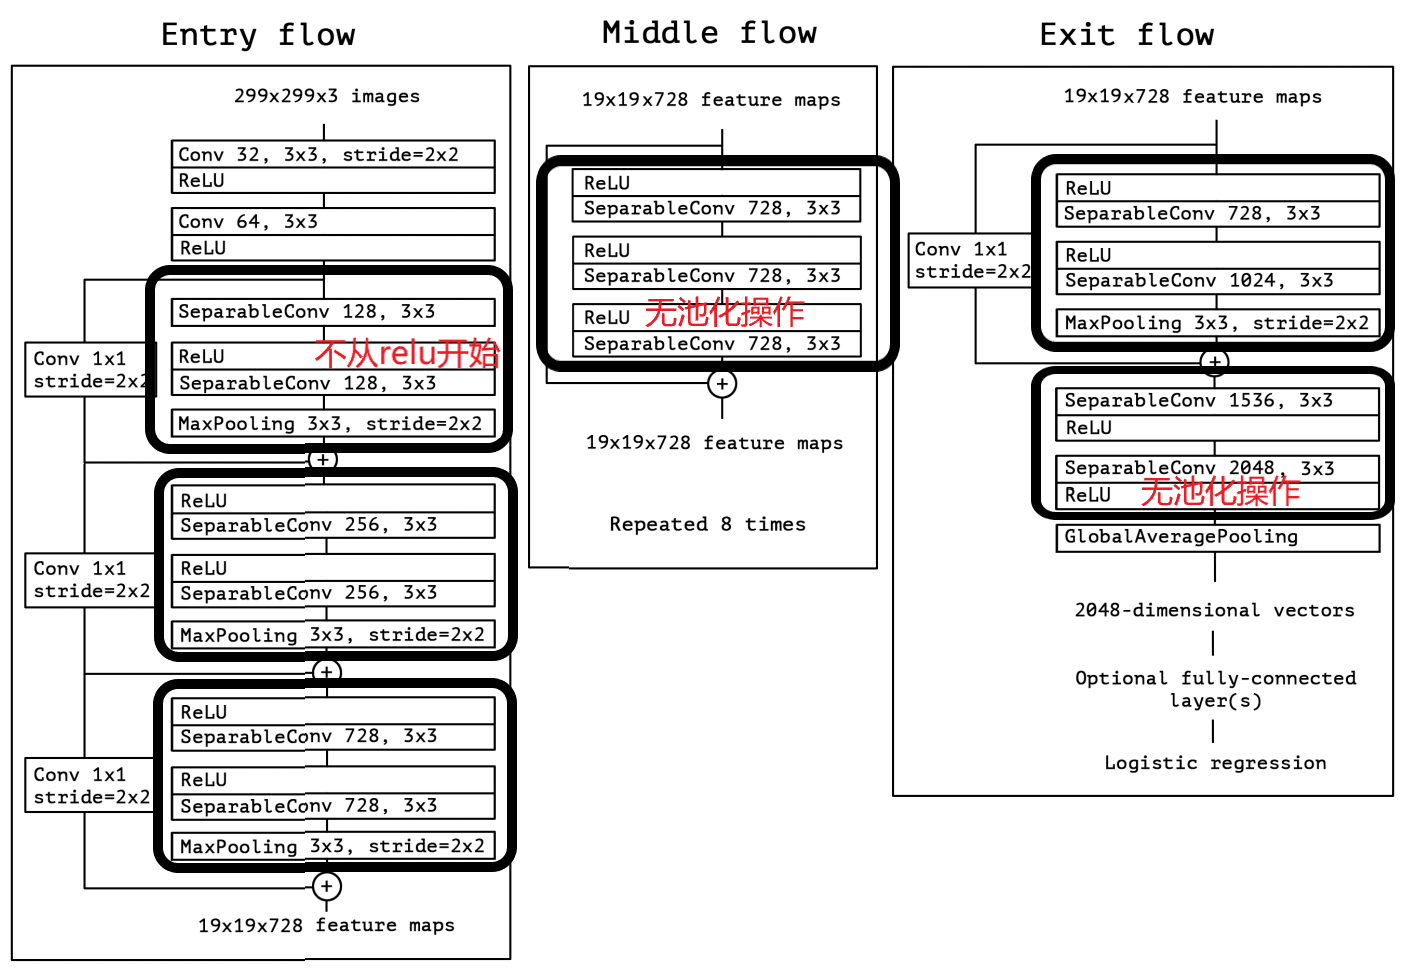 Entry flow
299x299x3 images
Conv 32, 3x3, stride=2x2
ReLU
Conv 64, 3x3
ReLU
SeparableConv 128, 3x3
Conv 1x1
stride=2x2
ReLU
不从relu开始
SeparableConv 128, 3x3
MaxPooling 3x3, stride=2x2
+
ReLU
SeparableConv 256, 3x3
Conv 1x1
stride=2x2
ReLU
SeparableConv 256, 3x3
MaxPooling 3x3, stride=2x2
+
ReLU
SeparableConv 728, 3x3
Conv 1x1
stride=2x2
ReLU
SeparableConv 728, 3x3
MaxPooling 3x3, stride=2x2
+
19x19x728 feature maps
Middle flow
19x19x728 feature maps
ReLU
SeparableConv 728, 3x3
ReLU
SeparableConv 728, 3x3
ReLU
无池化操作
SeparableConv 728, 3x3
+
19x19x728 feature maps
Repeated 8 times
Exit flow
19x19x728 feature maps
ReLU
SeparableConv 728, 3x3
Conv 1x1
stride=2x2
ReLU
SeparableConv 1024, 3x3
MaxPooling 3x3, stride=2x2
+
SeparableConv 1536, 3x3
ReLU
SeparableConv 2048, 3x3
ReLU
无池化操作
GlobalAveragePooling
2048-dimensional vectors
Optional fully-connected
layer(s)
Logistic regression